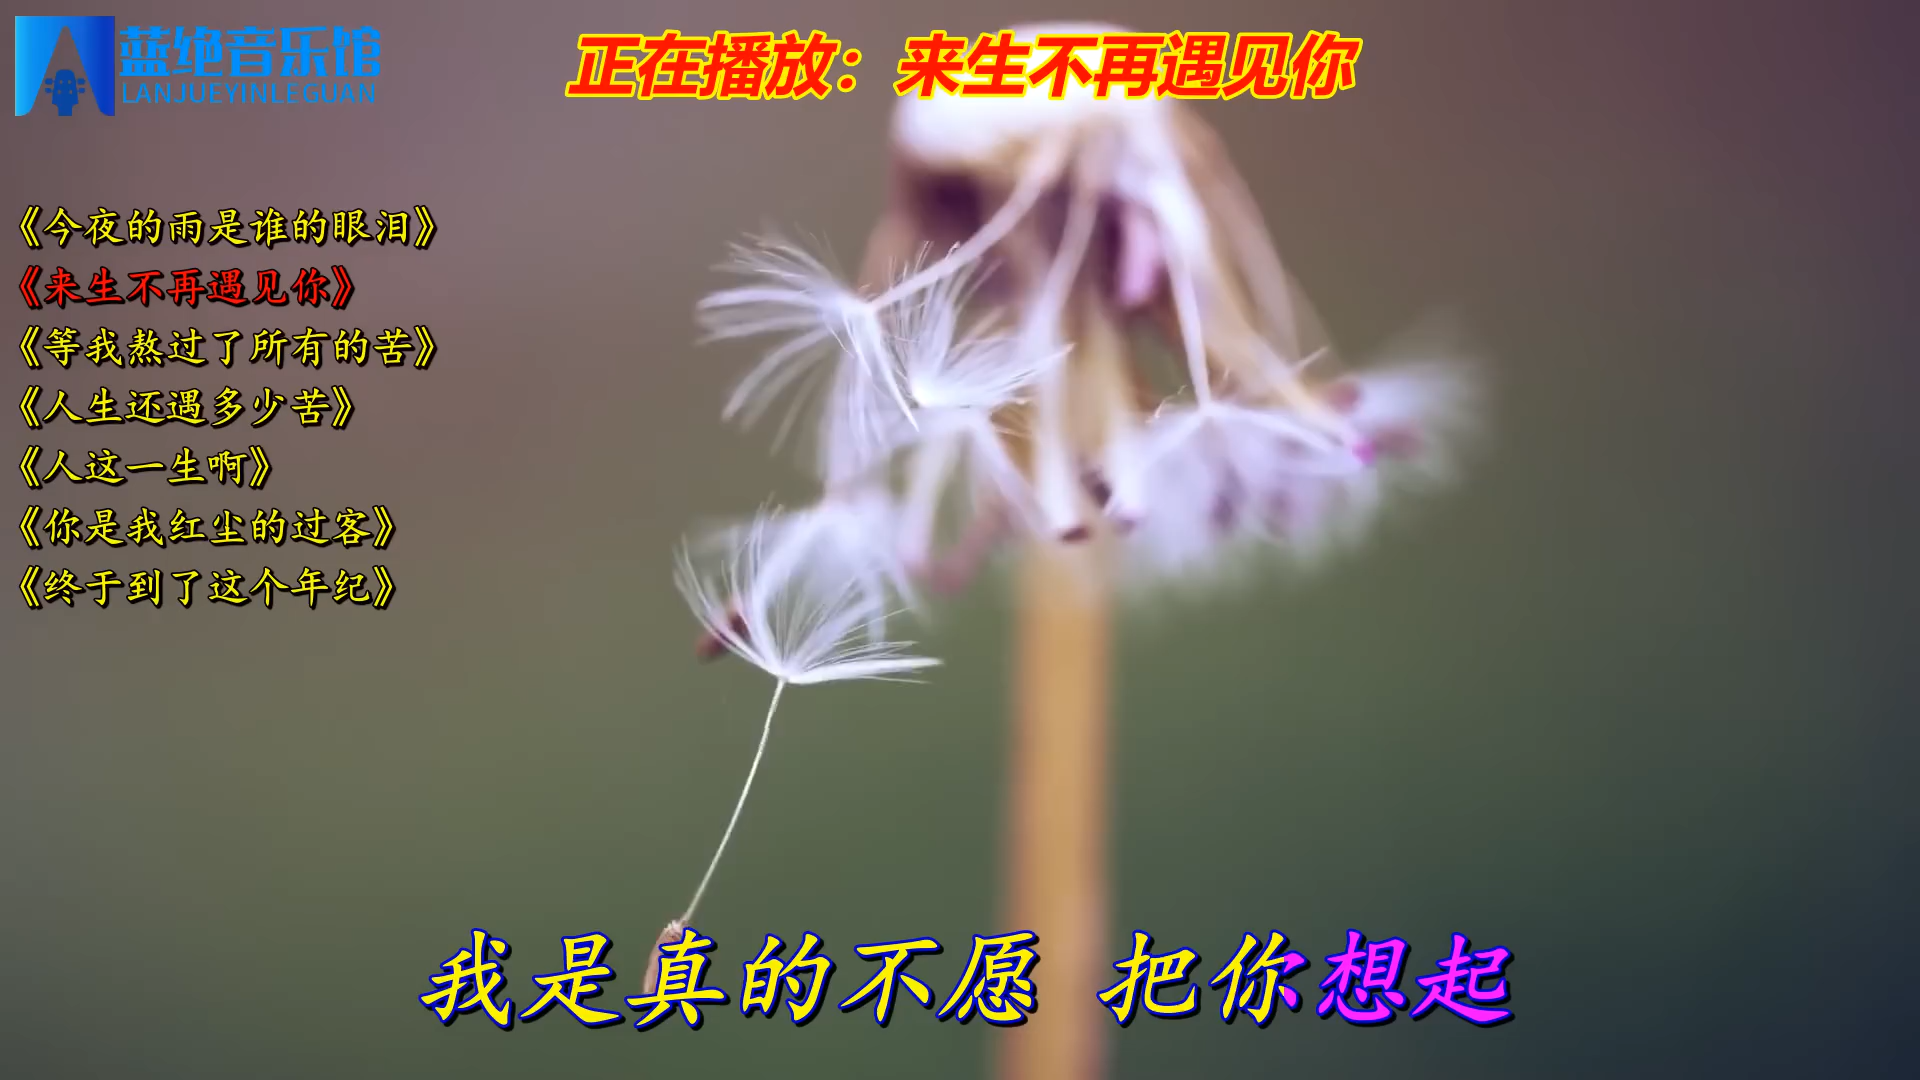 蓝绝音乐馆
LANJUEYINLEGUAN
正在播放：来生不再遇见你
《今夜的雨是谁的眼泪》
《来生不再遇见你》
《等我熬过了所有的苦》
《人生还遇多少苦》
《人这一生啊》
《你是我红尘的过客》
《终于到了这个年纪》
我是真的不愿 把你想起